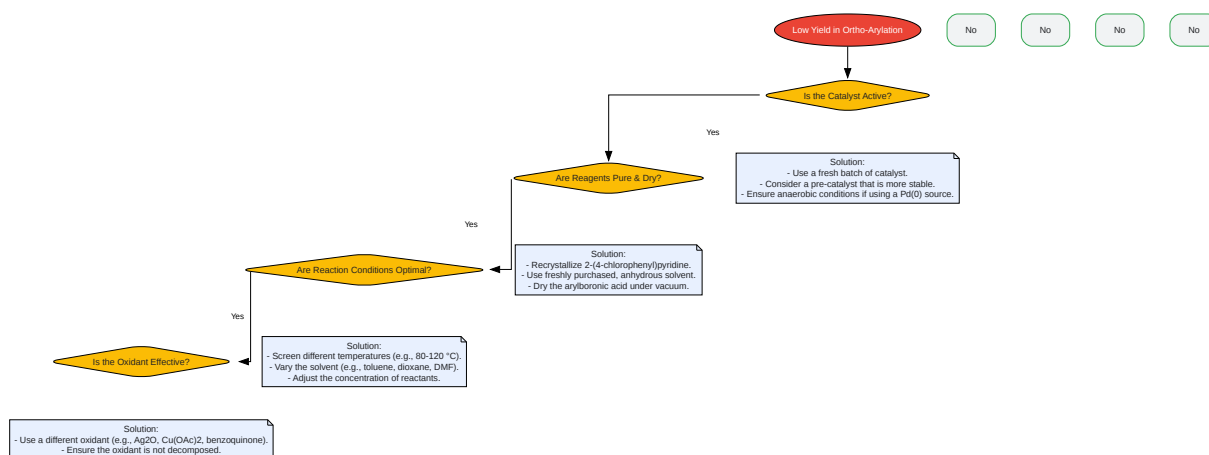 Low Yield in Ortho-Arylation
No
No
No
No
Is the Catalyst Active?
Yes
Solution:
- Use a fresh batch of catalyst.
- Consider a pre-catalyst that is more stable.
- Ensure anaerobic conditions if using a Pd(0) source.
Are Reagents Pure & Dry?
Yes
Solution:
- Recrystallize 2-(4-chlorophenyl)pyridine.
- Use freshly purchased, anhydrous solvent.
- Dry the arylboronic acid under vacuum.
Are Reaction Conditions Optimal?
Yes
Solution:
- Screen different temperatures (e.g., 80-120 °C).
- Vary the solvent (e.g., toluene, dioxane, DMF).
- Adjust the concentration of reactants.
Is the Oxidant Effective?
Solution:
- Use a different oxidant (e.g., Ag2O, Cu(OAc)2, benzoquinone).
- Ensure the oxidant is not decomposed.